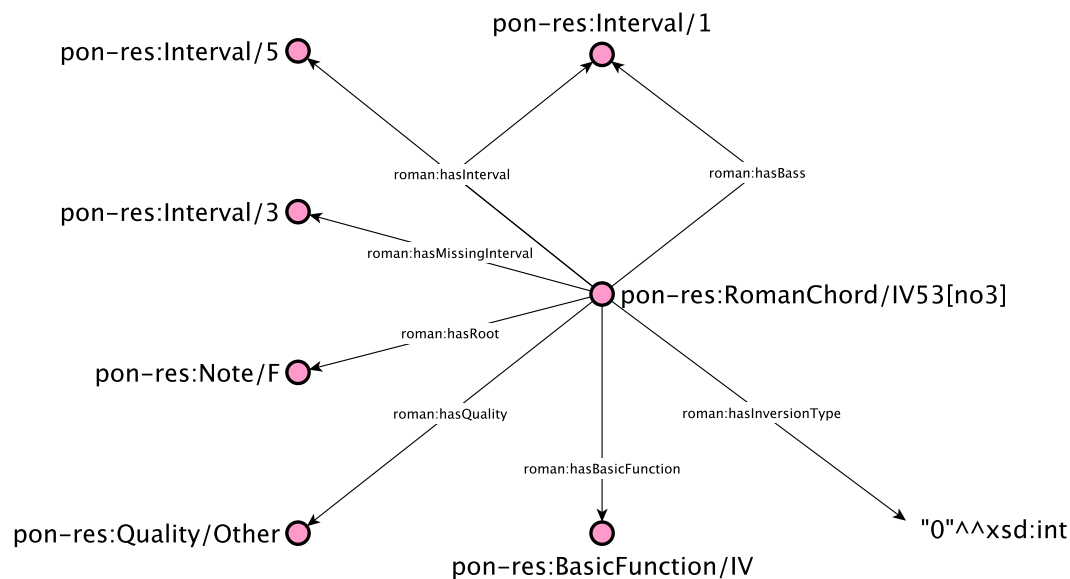 pon-res:Interval/1
pon-res:Interval/5
roman:hasInterval
roman:hasBass
pon-res:Interval/3
roman:hasMissingInterval
pon-res:RomanChord/IV53[no3]
roman:hasRoot
pon-res:Note/F
roman:hasQuality
roman:hasInversionType
roman:hasBasicFunction
pon-res:Quality/Other
"0"^^xsd:int
pon-res:BasicFunction/IV